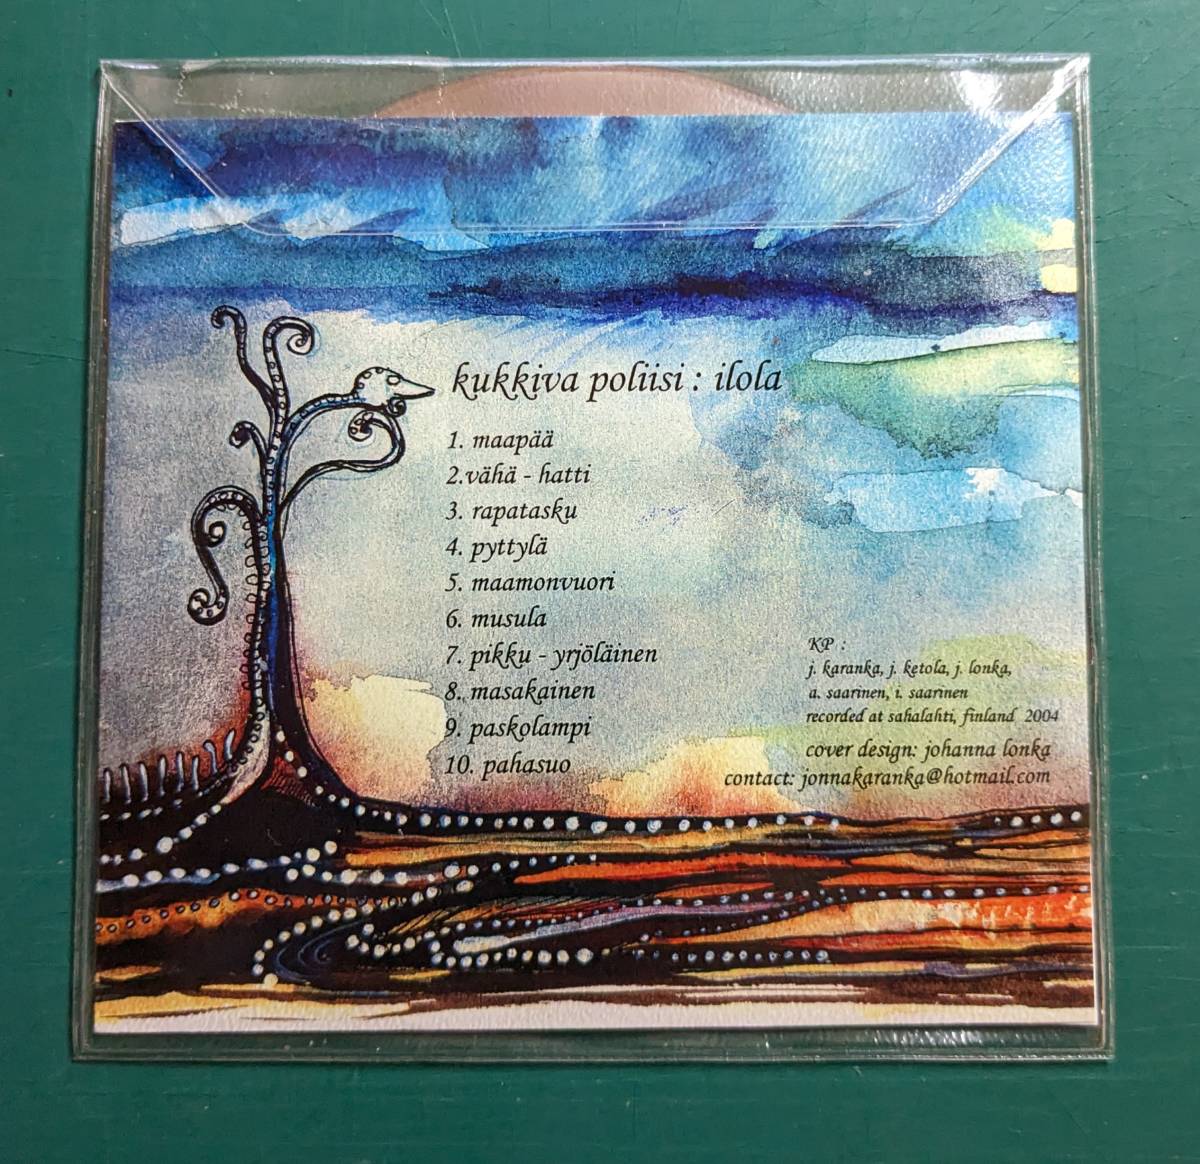 kukkiva poliisi : ilola
1. maapää
2.vähä - hatti
3. rapatasku
4. pyttylä
5. maamonvuori
6. musula
7. pikku - yrjöläinen
8. masakainen
9. paskolampi
10. pahasuo
KP :
j. karanka, j. ketola, j. lonka,
a. saarinen, i. saarinen
recorded at sahalahti, finland 2004
cover design: johanna lonka
contact: jonnakaranka@hotmail.com